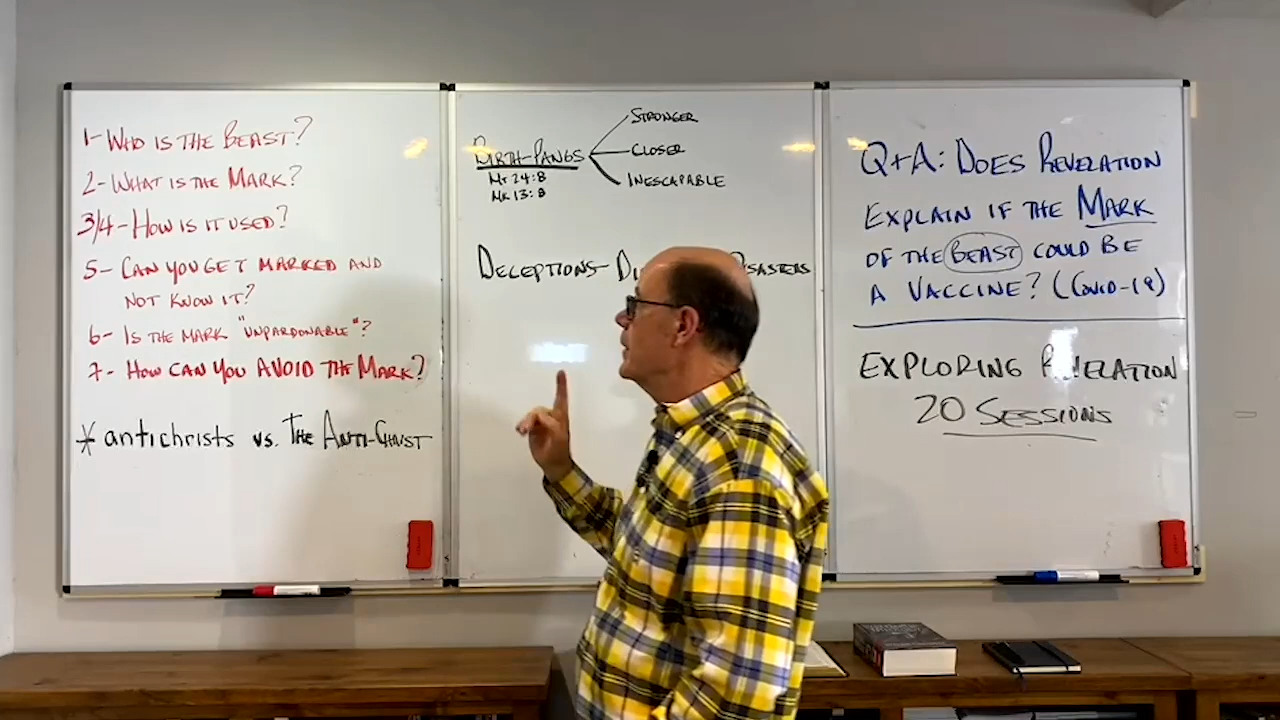 1- WHO IS THE BEAST?
2- WHAT IS THE MARK?
3/4- HOW IS IT USED?
5- CAN YOU GET MARKED AND
NOT KNOW IT?
6- IS THE MARK "UNPARDONABLE"?
7- HOW CAN YOU AVOID THE MARK?
* antichrists vs. THE ANTI-CHRIST
BIRTH-PANGS
MT 24:8
MK 13:8
STRONGER
CLOSER
INESCAPABLE
DECEPTIONS-
Q+A: DOES REVELATION
EXPLAIN IF THE MARK
OF THE BEAST COULD BE
A VACCINE? (COVID-19)
EXPLORING REVELATION
20 SESSIONS